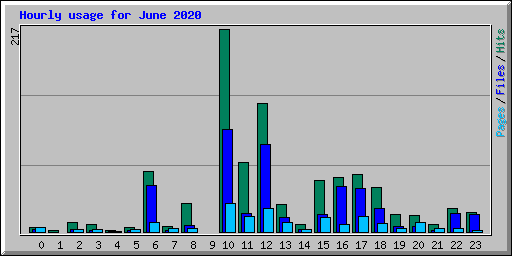 Hourly usage for June 2020
217
Pages / Files / Hits
0 1 2 3 4 5 6 7 8 9 10 11 12 13 14 15 16 17 18 19 20 21 22 23